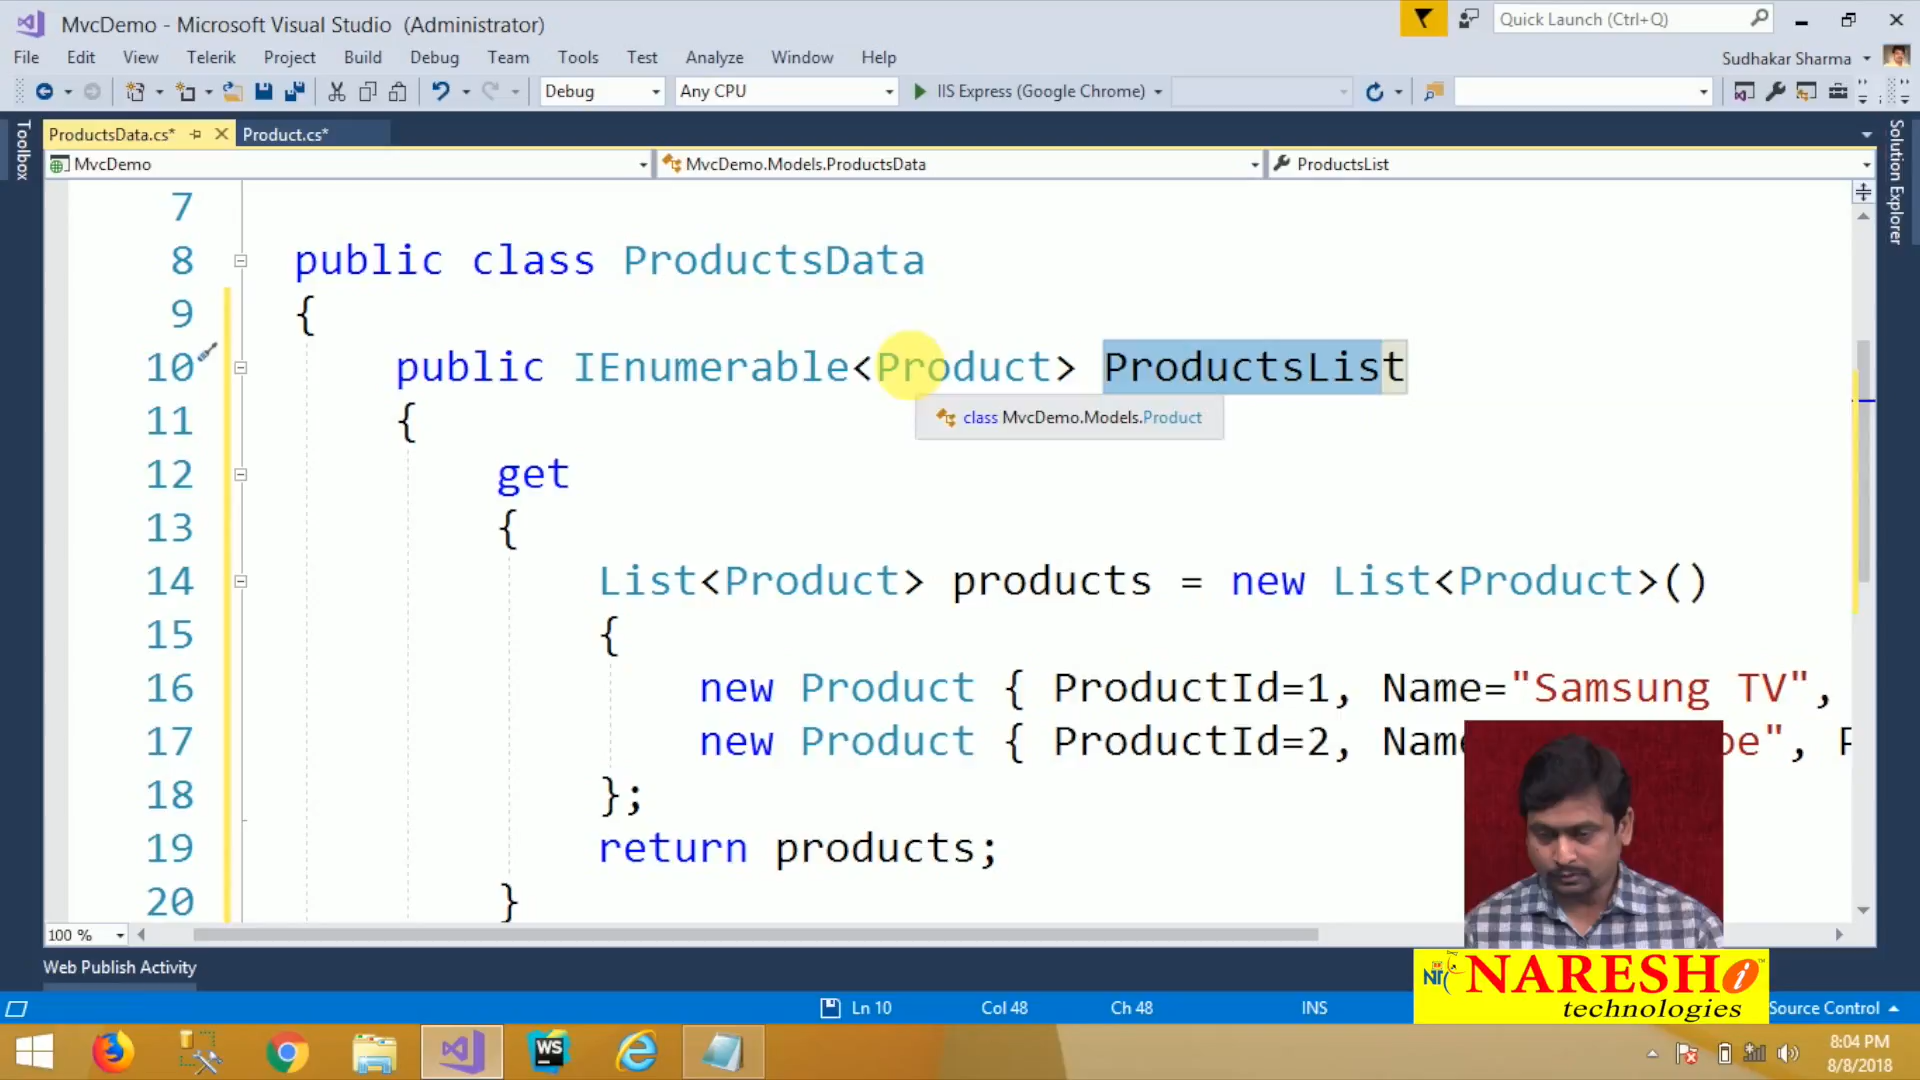 MvcDemo - Microsoft Visual Studio (Administrator)
Quick Launch (Ctrl+Q)
File Edit View Telerik Project Build Debug Team Tools Test Analyze Window Help
Sudhakar Sharma
Debug Any CPU IIS Express (Google Chrome)
Toolbox
ProductsData.cs* Product.cs*
Solution Explorer
MvcDemo MvcDemo.Models.ProductsData ProductsList
7
8 public class ProductsData
9 {
10 public IEnumerable<Product> ProductsList
class MvcDemo.Models.Product
11 {
12 get
13 {
14 List<Product> products = new List<Product>()
15 {
16 new Product { ProductId=1, Name="Samsung TV",
17 new Product { ProductId=2, Name
18 };
19 return products;
20 }
100 %
Web Publish Activity
Ln 10 Col 48 Ch 48 INS
Source Control
NARESH i
technologies
WS
8:04 PM
8/8/2018